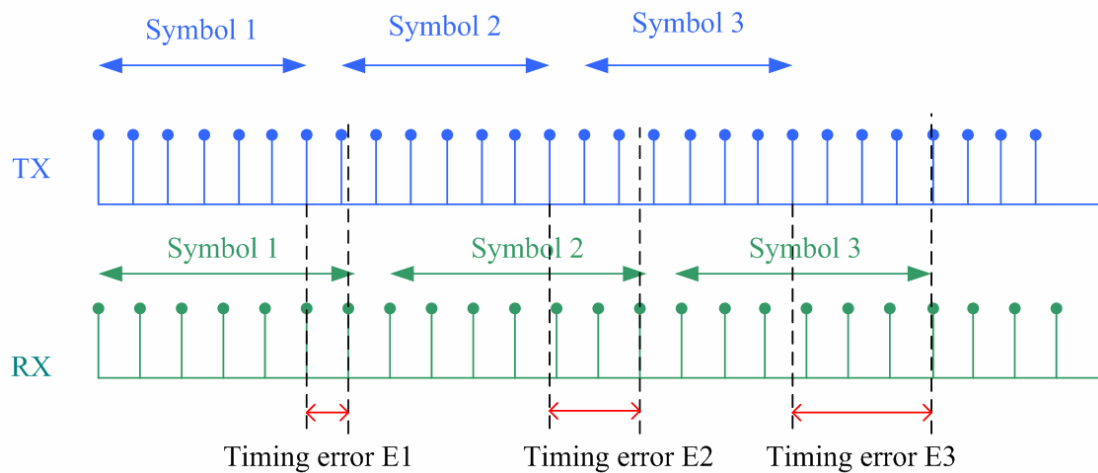 Symbol 1
Symbol 2
Symbol 3
TX
Symbol 1
Symbol 2
Symbol 3
RX
Timing error E1
Timing error E2
Timing error E3